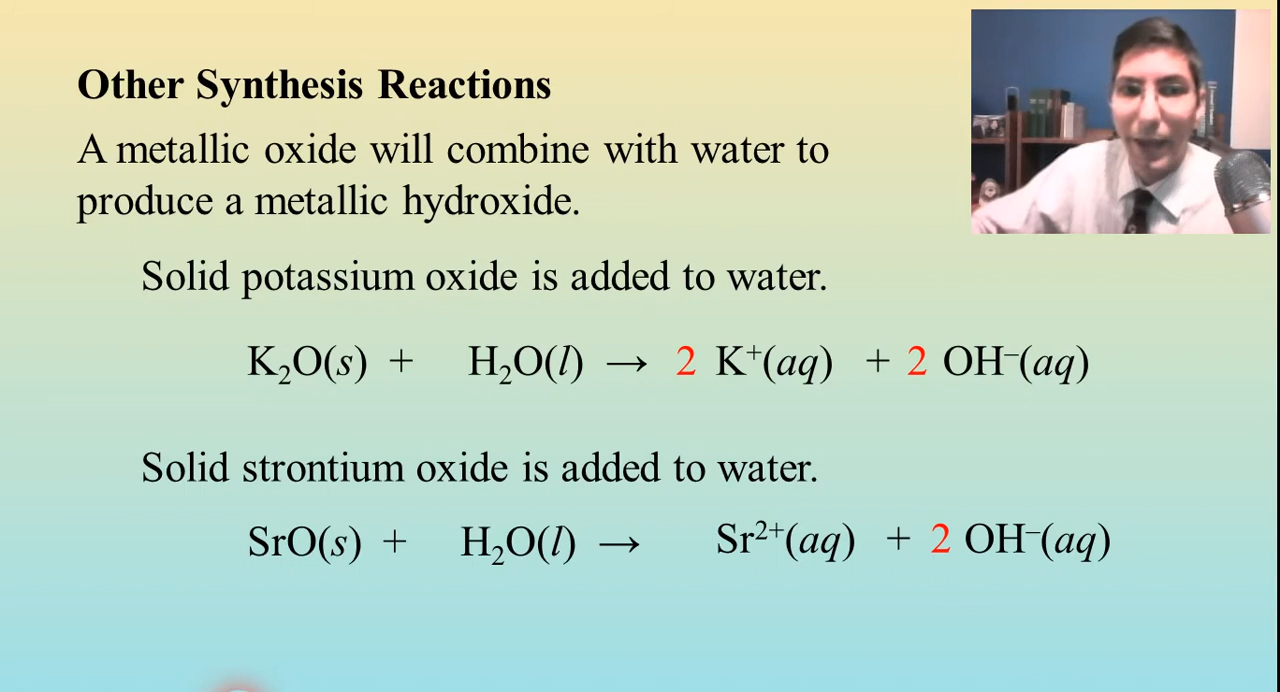 Other Synthesis Reactions
A metallic oxide will combine with water to
produce a metallic hydroxide.
Solid potassium oxide is added to water.
K₂O(s) + H₂O(l) → 2 K⁺(aq) + 2 OH⁻(aq)
Solid strontium oxide is added to water.
SrO(s) + H₂O(l) → Sr²⁺(aq) + 2 OH⁻(aq)